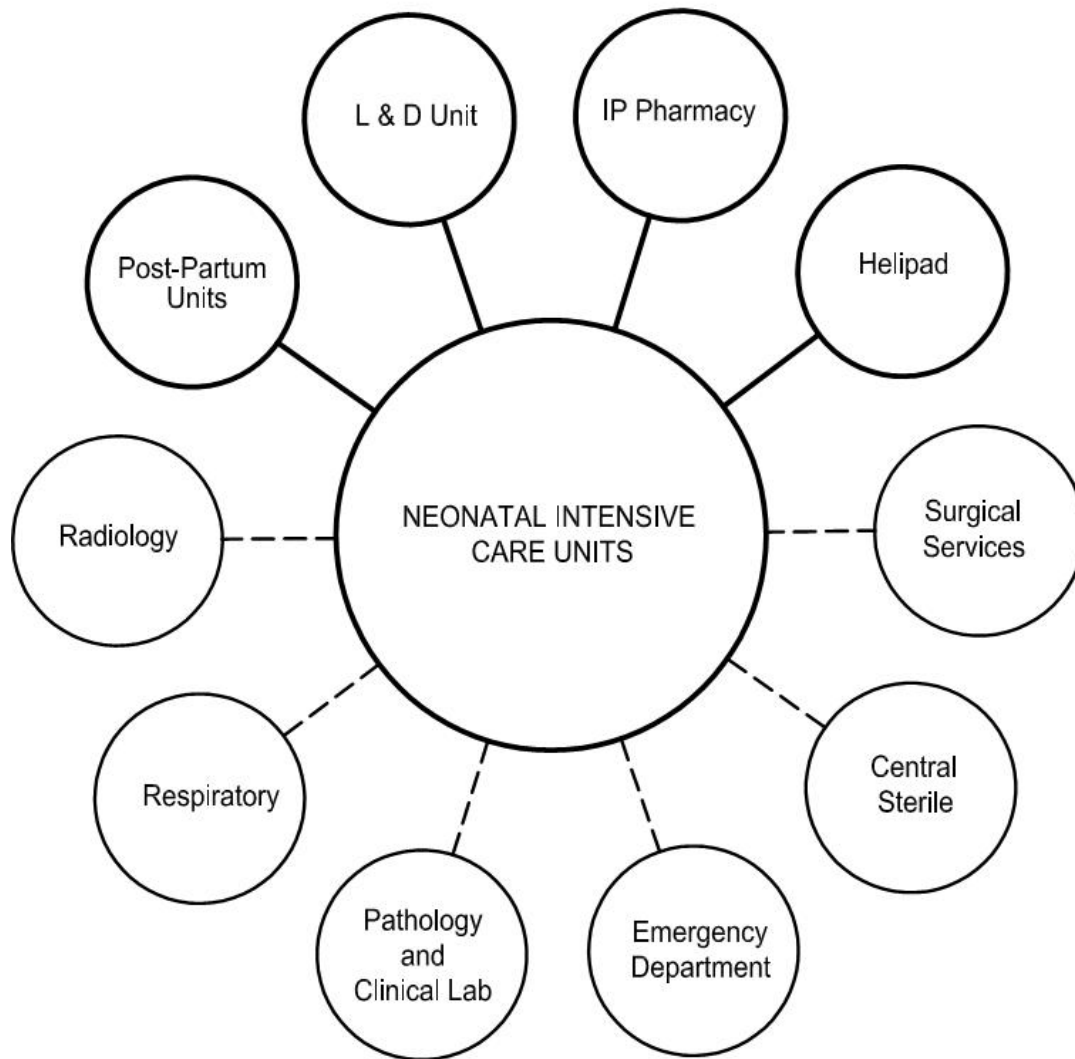 L & D Unit
IP Pharmacy
Post-Partum
Units
Helipad
Radiology
NEONATAL INTENSIVE
CARE UNITS
Surgical
Services
Respiratory
Central
Sterile
Pathology
and
Clinical Lab
Emergency
Department